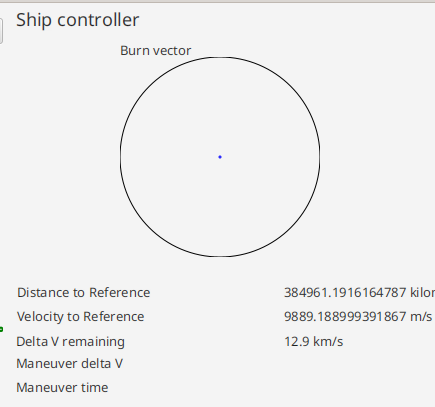 Ship controller
Burn vector
Distance to Reference 384961.1916164787 kilor
Velocity to Reference 9889.188999391867 m/s
Delta V remaining 12.9 km/s
Maneuver delta V
Maneuver time